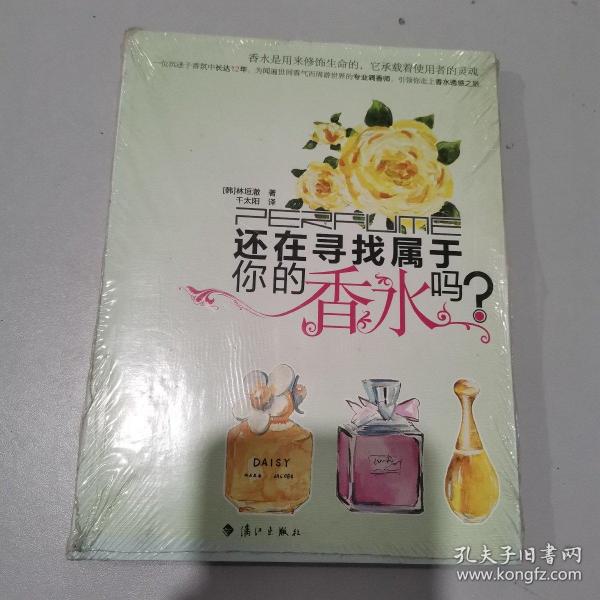 香水是用来修饰生命的，它承载着使用者的灵魂
一位沉迷于香氛中长达12年，为闻遍世间香气而周游世界的专业调香师，引领你走上香水诱惑之旅
[韩]林垣澈 著
千太阳 译
PERFUME
还在寻找属于
你的香水吗?
DAISY
MARC JACOBS
漓江出版社
孔夫子旧书网
www.kongfz.com